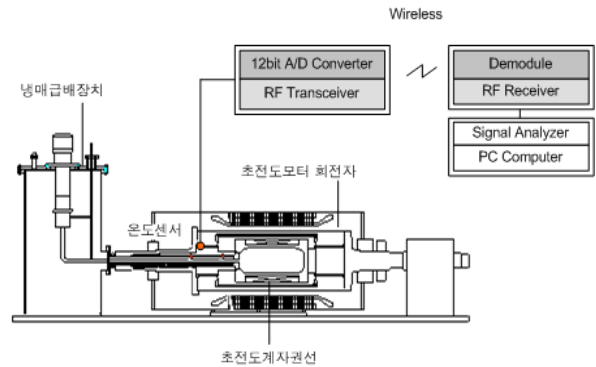 Wireless
12bit A/D Converter
RF Transceiver
Demodule
RF Receiver
Signal Analyzer
PC Computer
냉매급배장치
초전도모터 회전자
온도센서
초전도계자권선